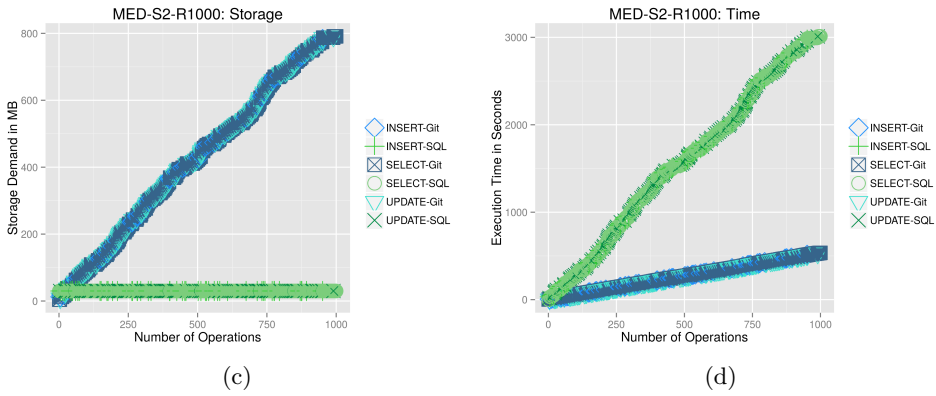 MED-S2-R1000: Storage
Storage Demand in MB
800
600
400
200
0
0 250 500 750 1000
Number of Operations
INSERT-Git
INSERT-SQL
SELECT-Git
SELECT-SQL
UPDATE-Git
UPDATE-SQL
(c)
MED-S2-R1000: Time
Execution Time in Seconds
3000
2000
1000
0
0 250 500 750 1000
Number of Operations
INSERT-Git
INSERT-SQL
SELECT-Git
SELECT-SQL
UPDATE-Git
UPDATE-SQL
(d)